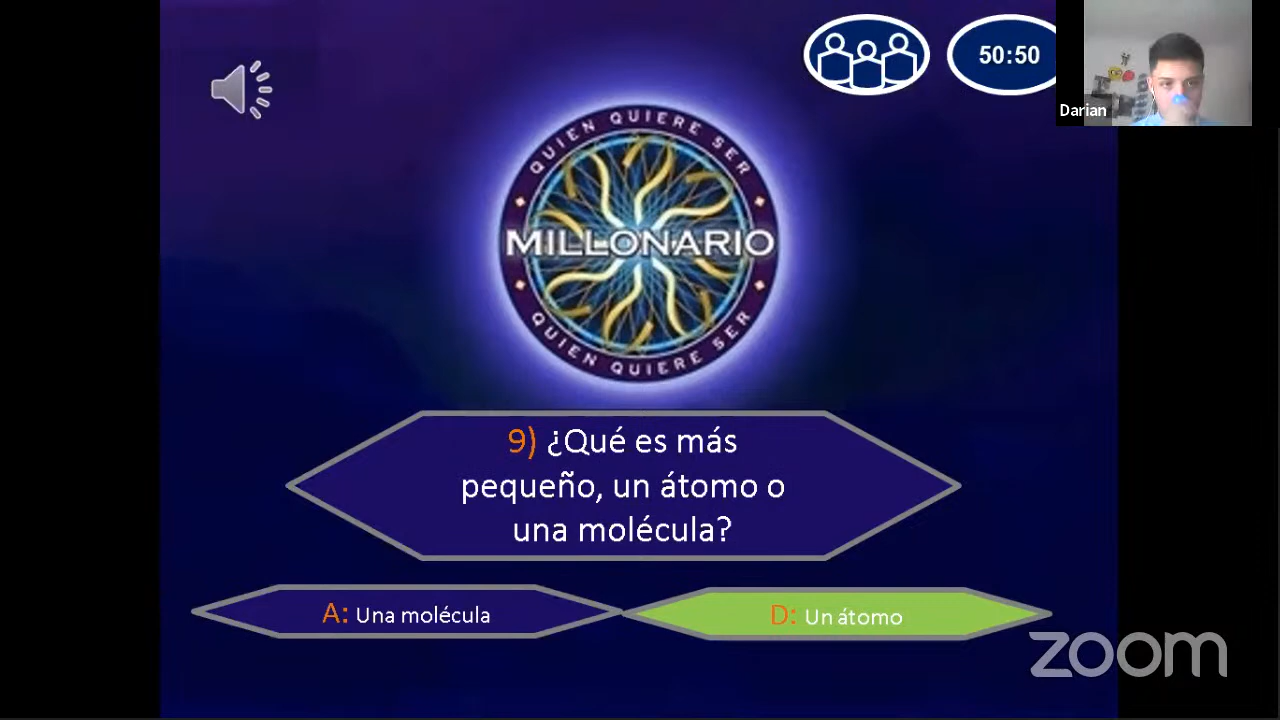 50:50
Darian
QUIEN QUIERE SER
MILLONARIO
QUIEN QUIERE SER
9) ¿Qué es más
pequeño, un átomo o
una molécula?
A: Una molécula
D: Un átomo
zoom